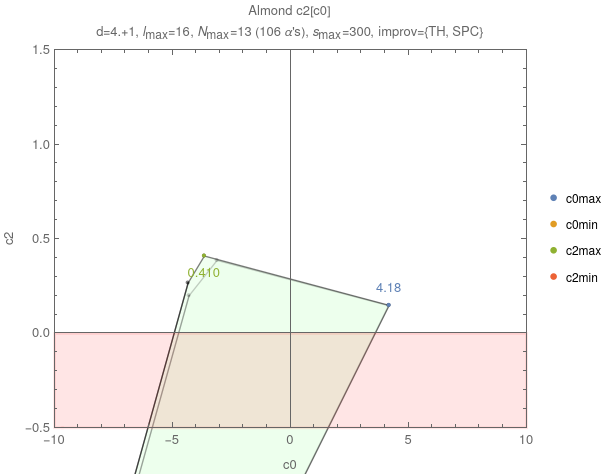 Almond c2[c0]
d=4.+1, lmax=16, Nmax=13 (106 α's), smax=300, improv={TH, SPC}
1.5
1.0
0.5
0.0
−0.5
c2
0.410
4.18
−10
−5
0
5
10
c0
c0max
c0min
c2max
c2min